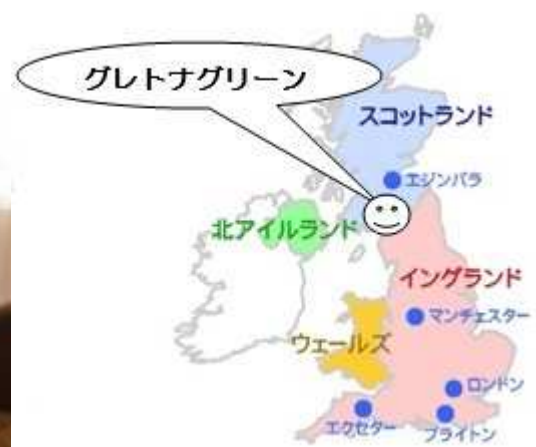 グレトナグリーン
スコットランド
エジンバラ
北アイルランド
イングランド
マンチェスター
ウェールズ
ロンドン
エクセター
ブライトン